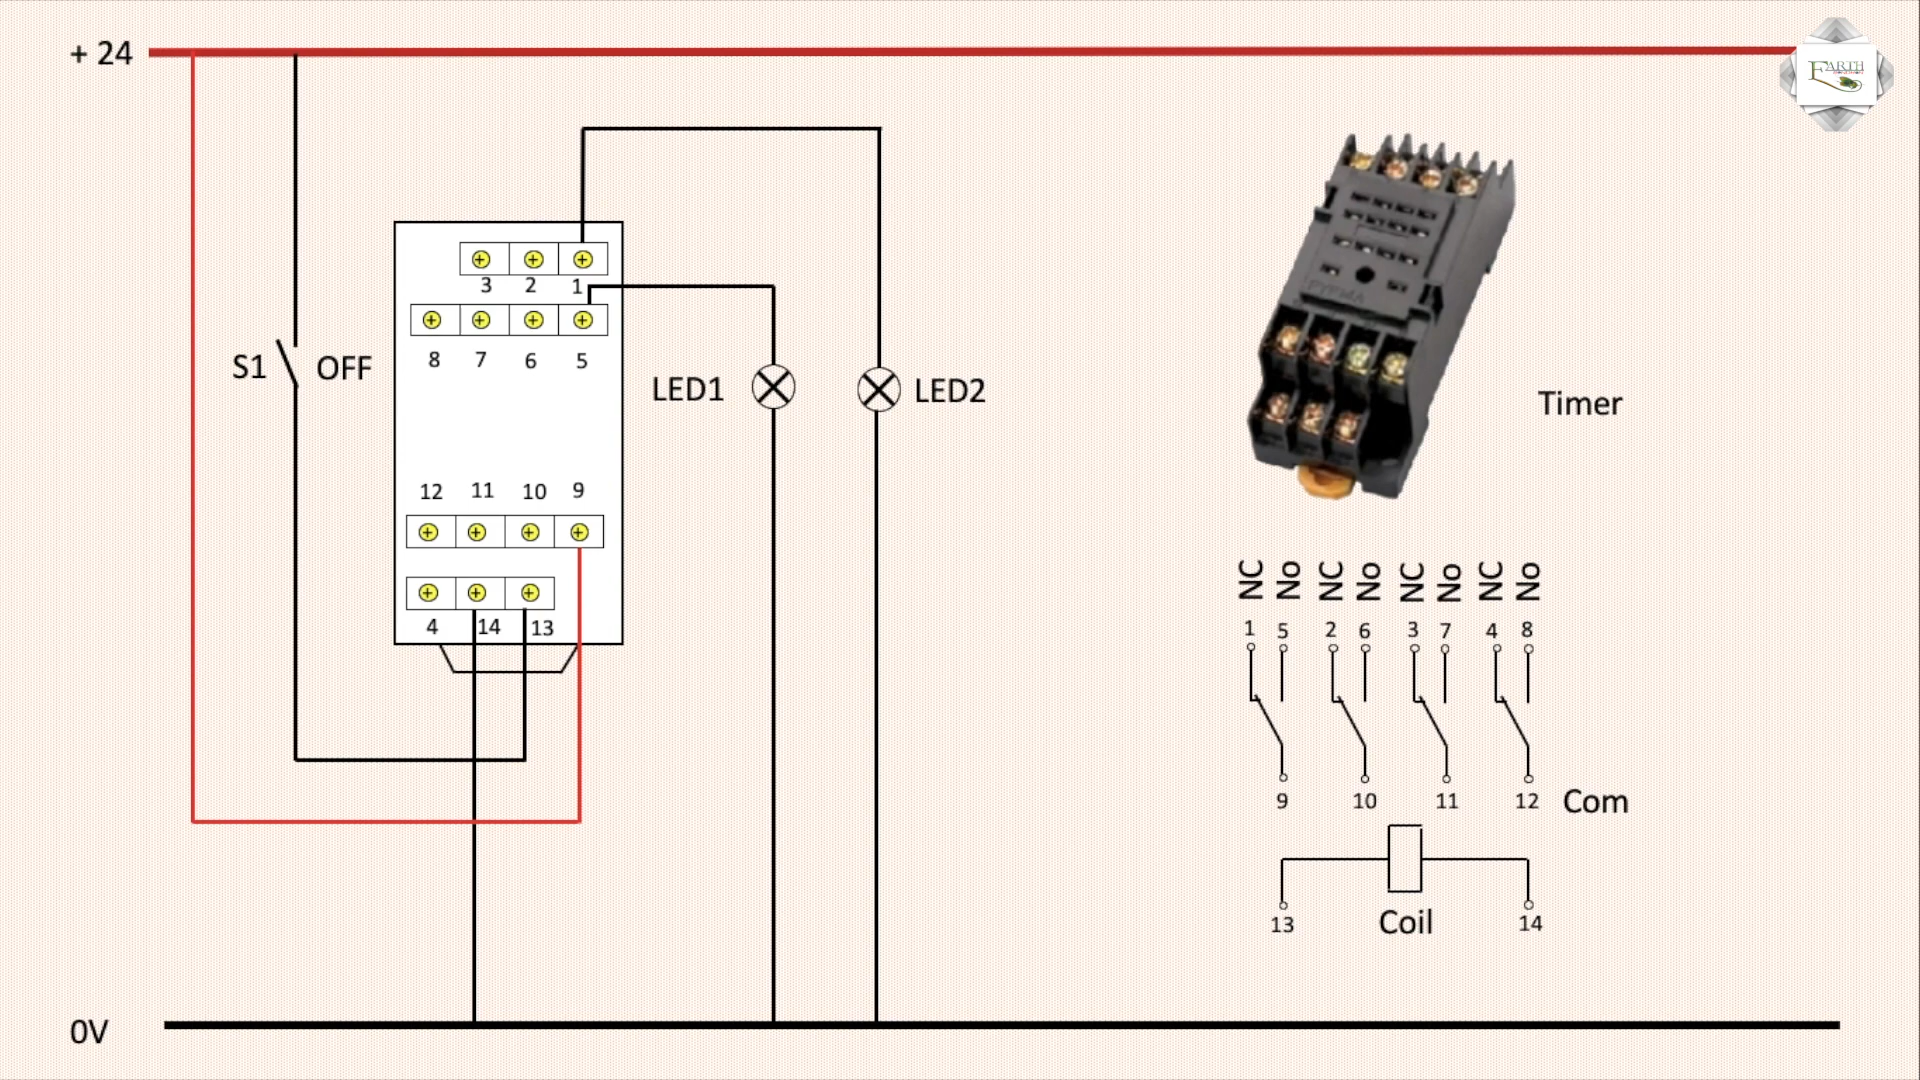 + 24
EARTH
3 2 1
8 7 6 5
S1 OFF
LED1
LED2
Timer
12 11 10 9
4 14 13
NC No NC No NC No NC No
1 5 2 6 3 7 4 8
9 10 11 12 Com
13 Coil 14
0V